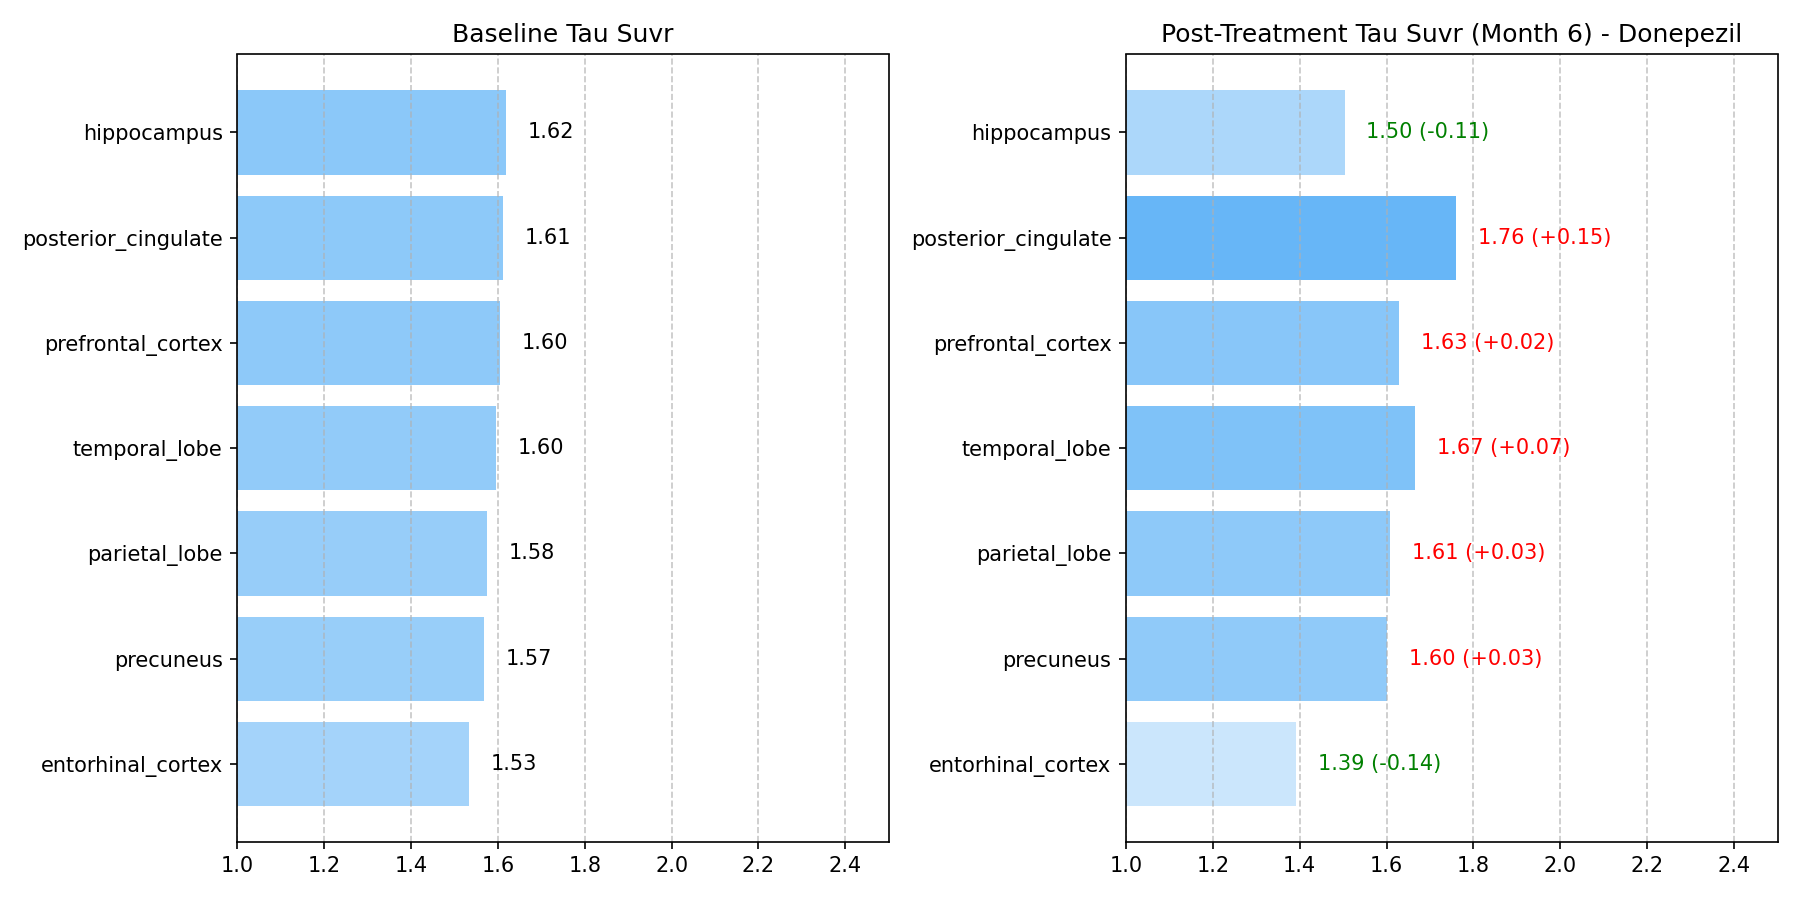 Baseline Tau Suvr
hippocampus
1.62
posterior_cingulate
1.61
prefrontal_cortex
1.60
temporal_lobe
1.60
parietal_lobe
1.58
precuneus
1.57
entorhinal_cortex
1.53
1.0 1.2 1.4 1.6 1.8 2.0 2.2 2.4
Post-Treatment Tau Suvr (Month 6) - Donepezil
hippocampus
1.50 (-0.11)
posterior_cingulate
1.76 (+0.15)
prefrontal_cortex
1.63 (+0.02)
temporal_lobe
1.67 (+0.07)
parietal_lobe
1.61 (+0.03)
precuneus
1.60 (+0.03)
entorhinal_cortex
1.39 (-0.14)
1.0 1.2 1.4 1.6 1.8 2.0 2.2 2.4